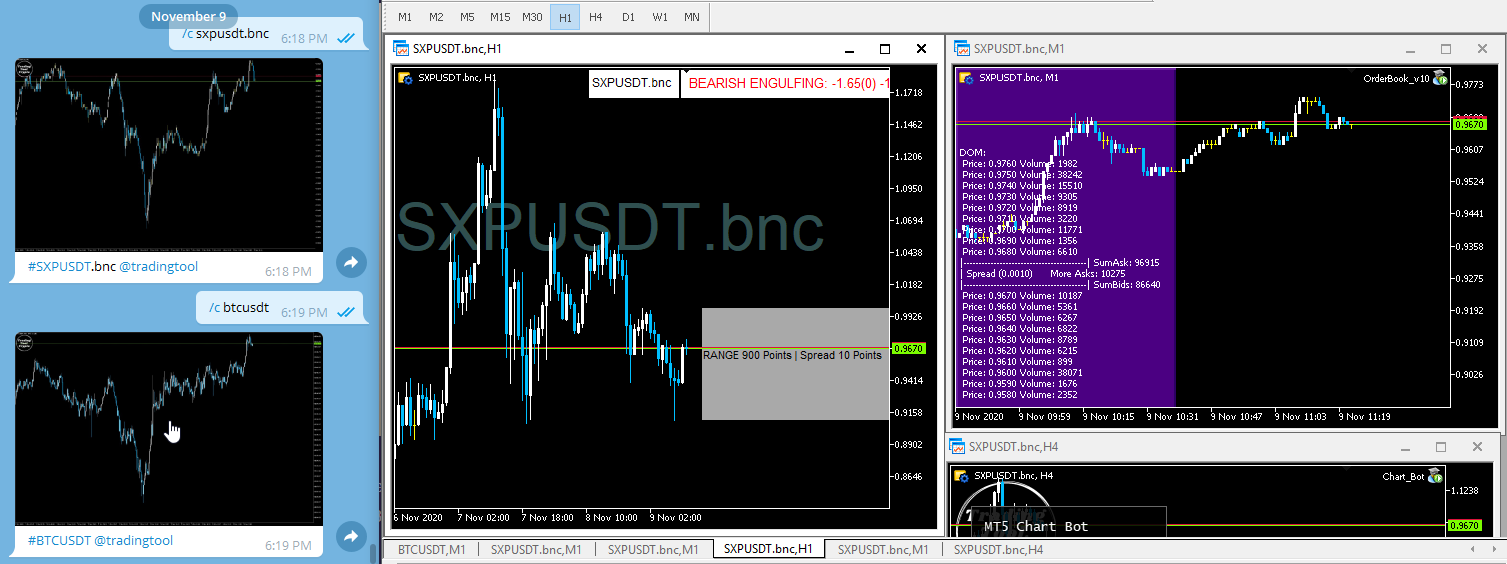 November 9
/c sxpusdt.bnc 6:18 PM
#SXPUSDT.bnc @tradingtool 6:18 PM
/c btcusdt 6:19 PM
#BTCUSDT @tradingtool 6:19 PM
M1 M2 M5 M15 M30 H1 H4 D1 W1 MN
SXPUSDT.bnc,H1
SXPUSDT.bnc, H1
SXPUSDT.bnc BEARISH ENGULFING: -1.65(0) -1
SXPUSDT.bnc
RANGE 900 Points | Spread 10 Points
1.1718
1.1462
1.1206
1.0950
1.0694
1.0438
1.0182
0.9926
0.9670
0.9414
0.9158
0.8902
0.8646
6 Nov 2020 7 Nov 02:00 7 Nov 18:00 8 Nov 10:00 9 Nov 02:00
SXPUSDT.bnc,M1
SXPUSDT.bnc, M1
OrderBook_v10
DOM:
Price: 0.9760 Volume: 1982
Price: 0.9750 Volume: 38242
Price: 0.9740 Volume: 15510
Price: 0.9730 Volume: 9305
Price: 0.9720 Volume: 8919
Price: 0.9710 Volume: 3220
Price: 0.9700 Volume: 11771
Price: 0.9690 Volume: 1356
Price: 0.9680 Volume: 6610
|-----------------------------------------| SumAsk: 96915
| Spread (0.0010) More Asks: 10275
|-----------------------------------------| SumBids: 86640
Price: 0.9670 Volume: 10187
Price: 0.9660 Volume: 5361
Price: 0.9650 Volume: 6267
Price: 0.9640 Volume: 6822
Price: 0.9630 Volume: 8789
Price: 0.9620 Volume: 6215
Price: 0.9610 Volume: 899
Price: 0.9600 Volume: 38071
Price: 0.9590 Volume: 1676
Price: 0.9580 Volume: 2352
0.9773
0.9670
0.9607
0.9524
0.9441
0.9358
0.9275
0.9192
0.9109
0.9026
9 Nov 2020 9 Nov 09:59 9 Nov 10:15 9 Nov 10:31 9 Nov 10:47 9 Nov 11:03 9 Nov 11:19
SXPUSDT.bnc,H4
SXPUSDT.bnc, H4
Chart_Bot
1.1238
0.9670
Trading
MT5 Chart Bot
BTCUSDT,M1 SXPUSDT.bnc,M1 SXPUSDT.bnc,M1 SXPUSDT.bnc,H1 SXPUSDT.bnc,M1 SXPUSDT.bnc,H4